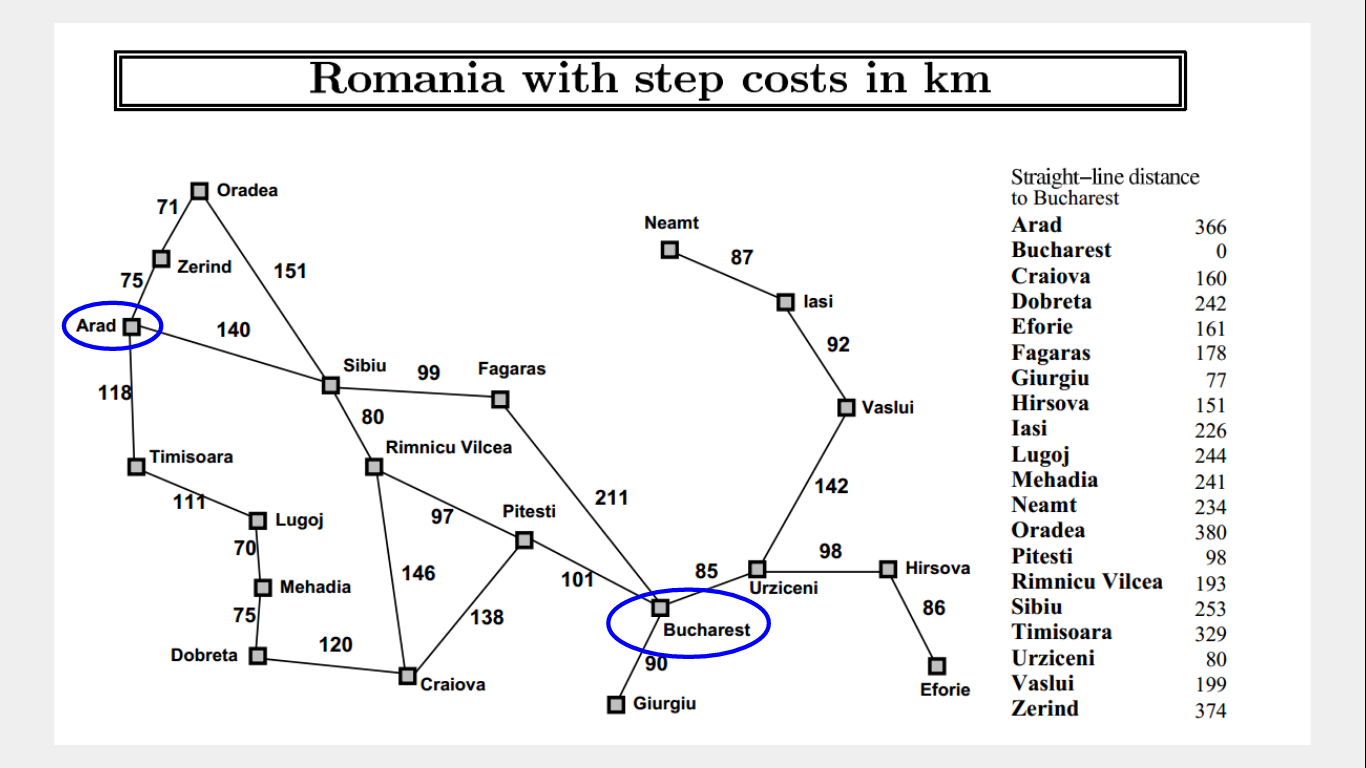 Romania with step costs in km
Oradea
71
Neamt
Zerind
87
151
75
Iasi
Arad
140
92
Sibiu
99
Fagaras
118
80
Vaslui
Rimnicu Vilcea
Timisoara
142
111
211
Lugoj
97
Pitesti
70
98
Hirsova
146
101
85
Mehadia
Urziceni
86
75
138
120
Bucharest
Dobreta
90
Craiova
Eforie
Giurgiu
Straight–line distance
to Bucharest
Arad 366
Bucharest 0
Craiova 160
Dobreta 242
Eforie 161
Fagaras 178
Giurgiu 77
Hirsova 151
Iasi 226
Lugoj 244
Mehadia 241
Neamt 234
Oradea 380
Pitesti 98
Rimnicu Vilcea 193
Sibiu 253
Timisoara 329
Urziceni 80
Vaslui 199
Zerind 374